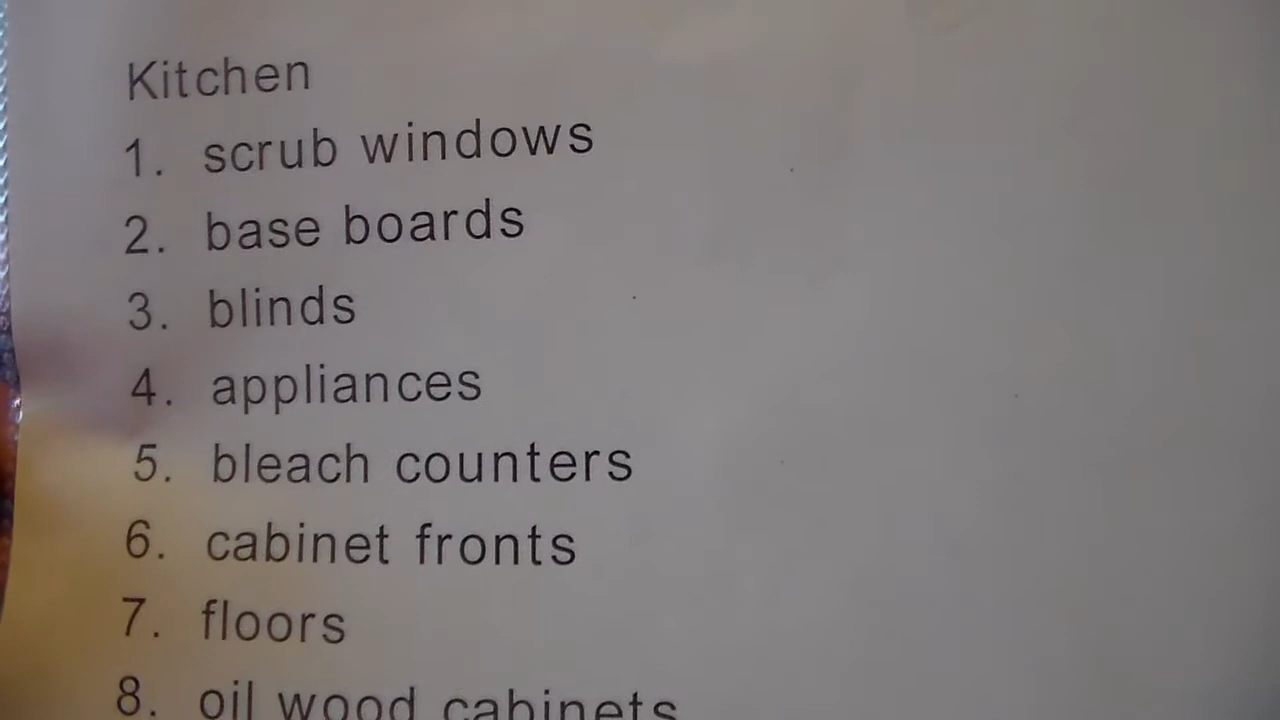 Kitchen
1. scrub windows
2. base boards
3. blinds
4. appliances
5. bleach counters
6. cabinet fronts
7. floors
8. oil wood cabinets